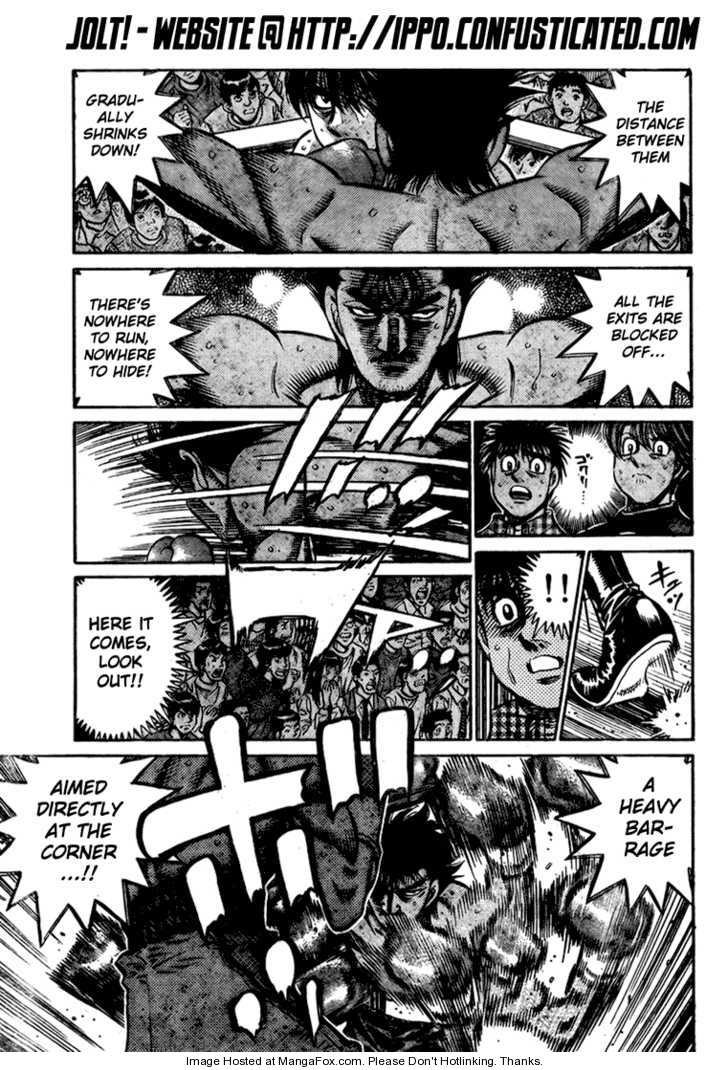 JOLT! - WEBSITE @ HTTP://IPPO.CONFUSTICATED.COM
THE
DISTANCE
BETWEEN
THEM
GRADU-
ALLY
SHRINKS
DOWN!
ALL THE
EXITS ARE
BLOCKED
OFF...
THERE'S
NOWHERE
TO RUN,
NOWHERE
TO HIDE!
!!
HERE IT
COMES,
LOOK
OUT!!
A
HEAVY
BAR-
RAGE
AIMED
DIRECTLY
AT THE
CORNER
...!!
Image Hosted at MangaFox.com. Please Don't Hotlinking. Thanks.